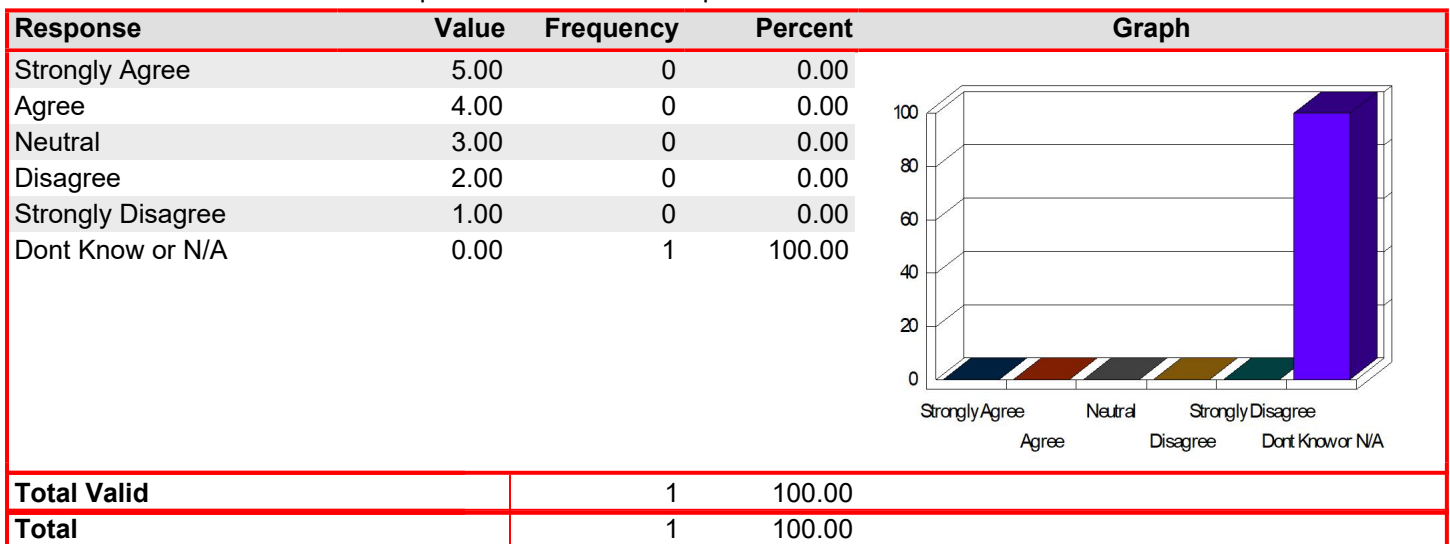 Response Value Frequency Percent Graph
Strongly Agree 5.00 0 0.00
Agree 4.00 0 0.00
Neutral 3.00 0 0.00
Disagree 2.00 0 0.00
Strongly Disagree 1.00 0 0.00
Dont Know or N/A 0.00 1 100.00
100
80
60
40
20
0
Strongly Agree Neutral Strongly Disagree
Agree Disagree Dont Know or N/A
Total Valid 1 100.00
Total 1 100.00